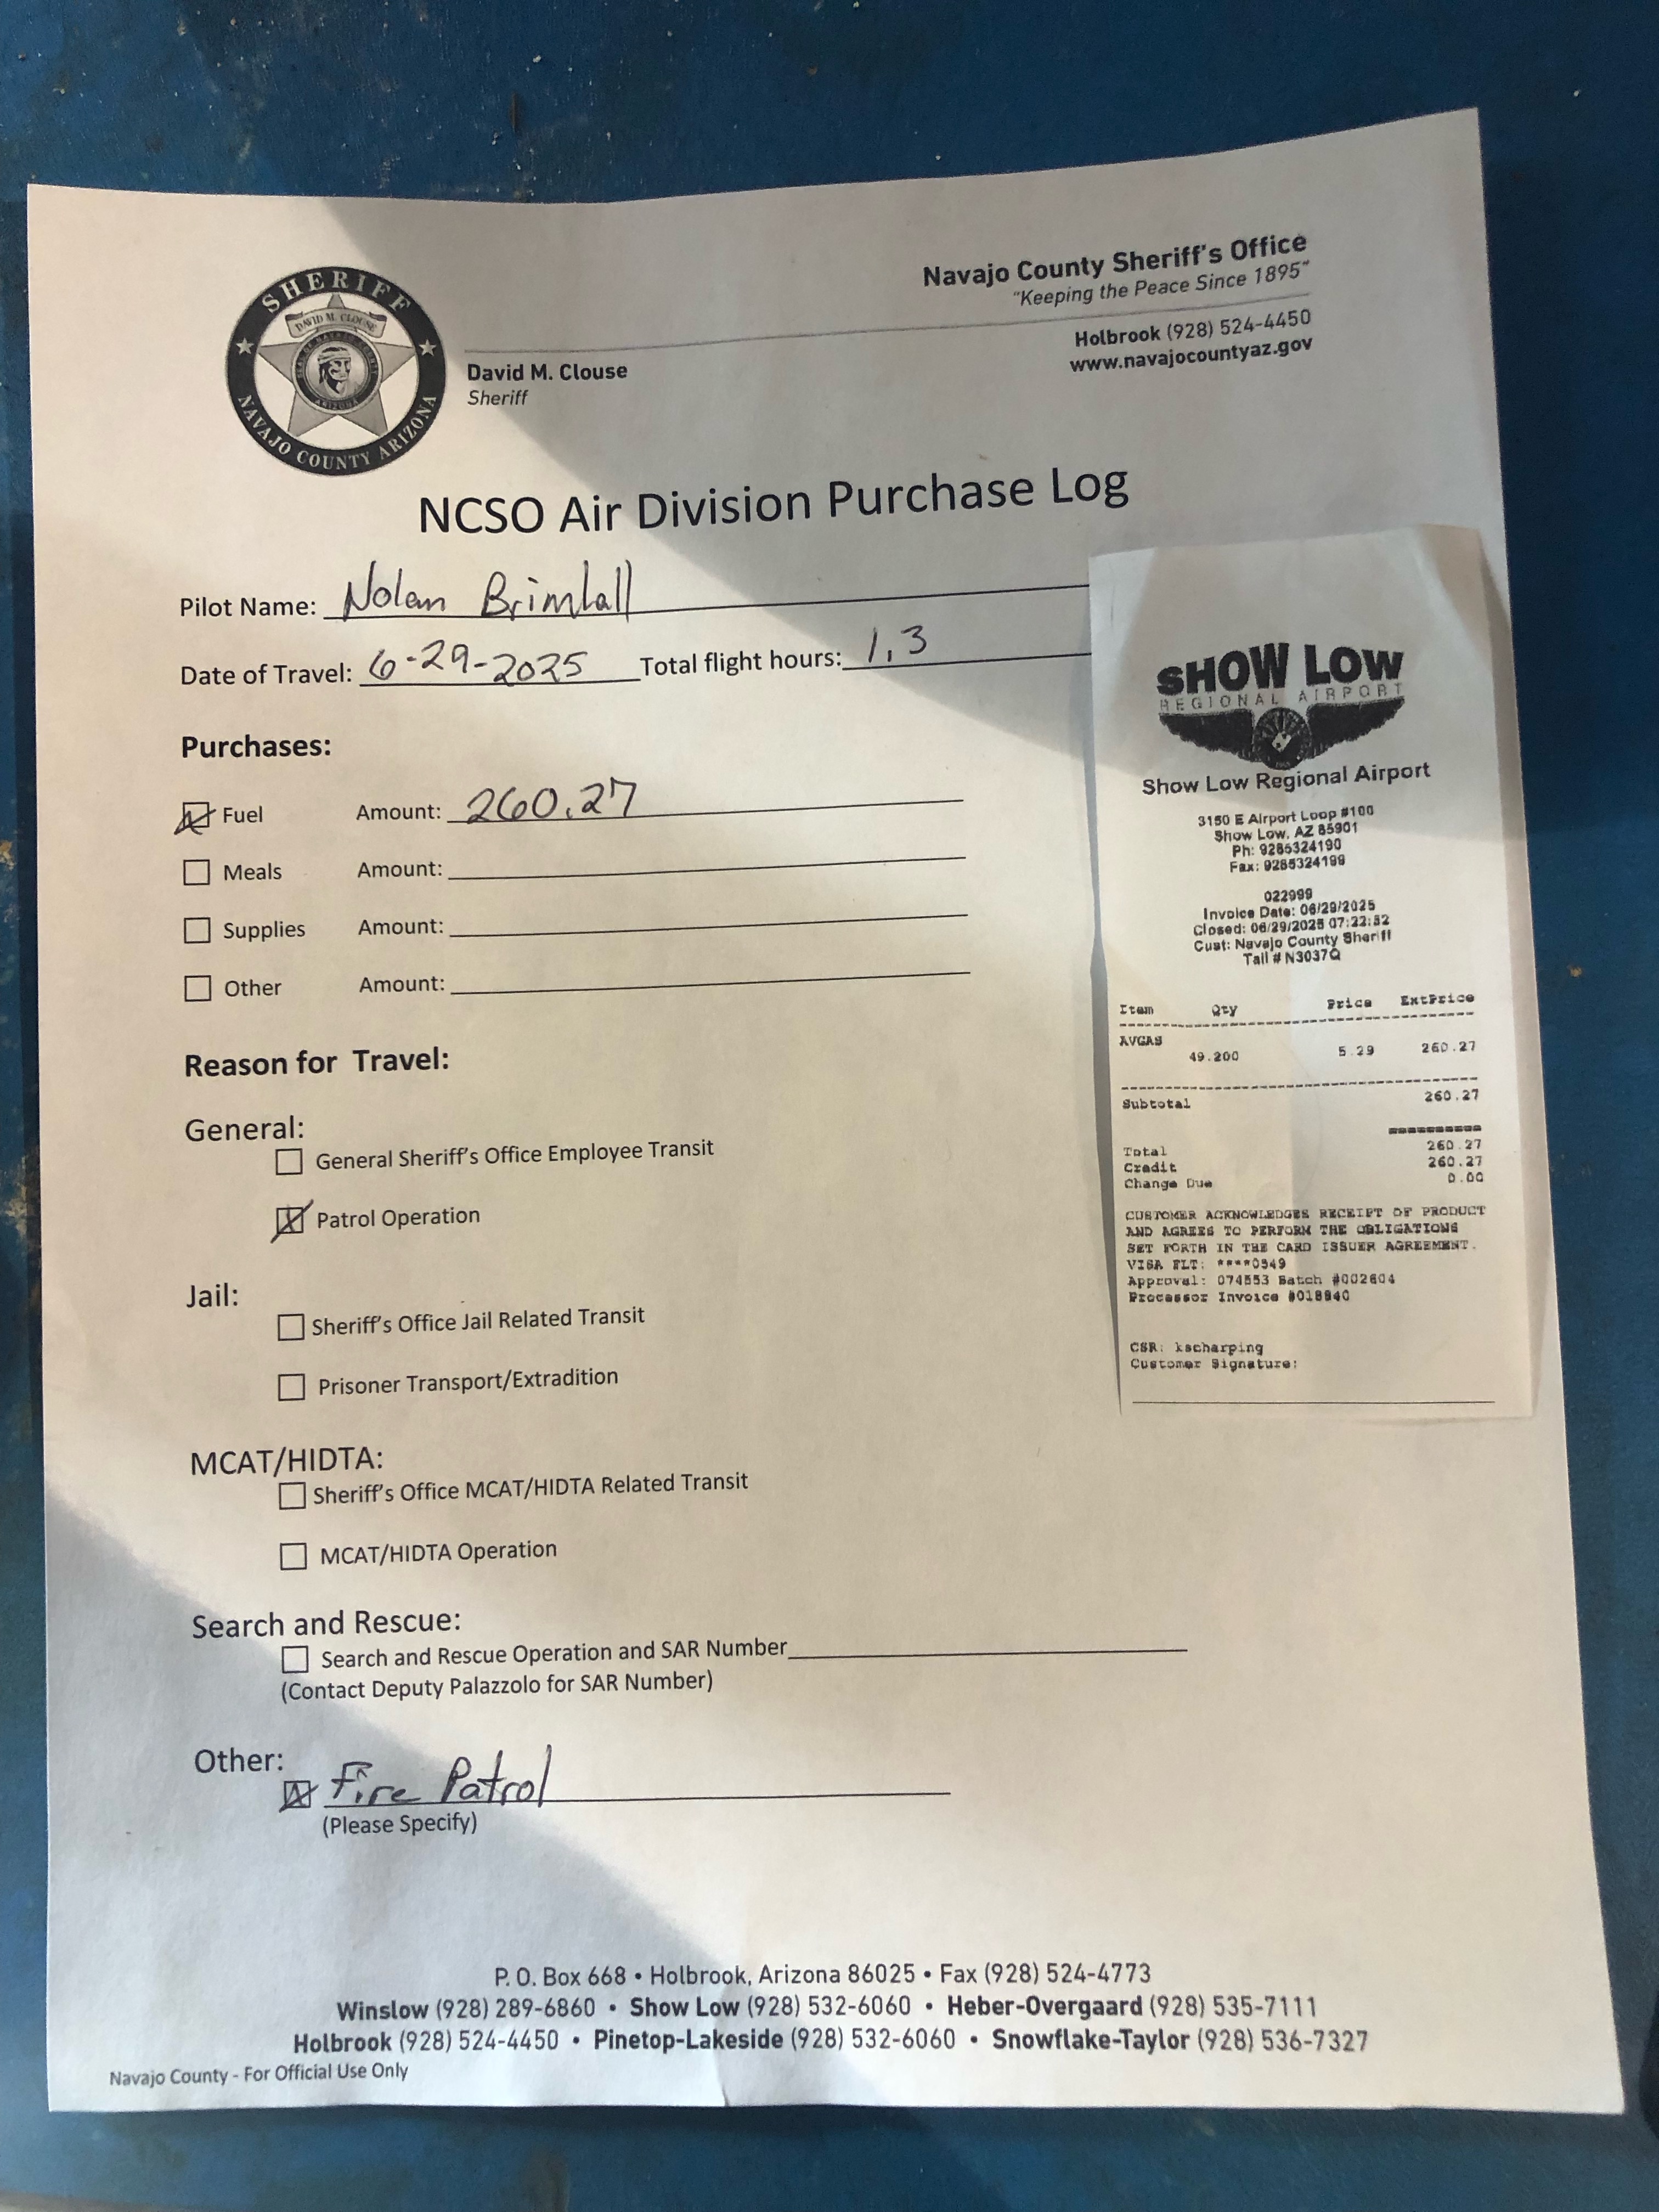 SHERIFF
DAVID M. CLOUSE
ARIZONA
NAVAJO COUNTY ARIZONA
Navajo County Sheriff's Office
"Keeping the Peace Since 1895"
Holbrook (928) 524-4450
www.navajocountyaz.gov
David M. Clouse
Sheriff
NCSO Air Division Purchase Log
Pilot Name: Nolan Brimhall
Date of Travel: 6-29-2025 Total flight hours: 1.3
Purchases:
Fuel Amount: 260.27
Meals Amount:
Supplies Amount:
Other Amount:
Reason for Travel:
General:
General Sheriff's Office Employee Transit
Patrol Operation
Jail:
Sheriff's Office Jail Related Transit
Prisoner Transport/Extradition
MCAT/HIDTA:
Sheriff's Office MCAT/HIDTA Related Transit
MCAT/HIDTA Operation
Search and Rescue:
Search and Rescue Operation and SAR Number
(Contact Deputy Palazzolo for SAR Number)
Other:
Fire Patrol
(Please Specify)
SHOW LOW
REGIONAL AIRPORT
Show Low Regional Airport
3150 E Airport Loop #100
Show Low, AZ 85901
Ph: 9285324190
Fax: 9285324199
022999
Invoice Date: 06/29/2025
Closed: 06/29/2025 07:22:52
Cust: Navajo County Sheriff
Tail # N3037Q
Item Qty Price ExtPrice
AVGAS
49.200 5.29 260.27
Subtotal 260.27
Total 260.27
Credit 260.27
Change Due 0.00
CUSTOMER ACKNOWLEDGES RECEIPT OF PRODUCT
AND AGREES TO PERFORM THE OBLIGATIONS
SET FORTH IN THE CARD ISSUER AGREEMENT.
VISA FLT: ****0549
Approval: 074553 Batch #002604
Processor Invoice #018840
CSR: kscharping
Customer Signature:
P. O. Box 668 • Holbrook, Arizona 86025 • Fax (928) 524-4773
Winslow (928) 289-6860 • Show Low (928) 532-6060 • Heber-Overgaard (928) 535-7111
Holbrook (928) 524-4450 • Pinetop-Lakeside (928) 532-6060 • Snowflake-Taylor (928) 536-7327
Navajo County - For Official Use Only